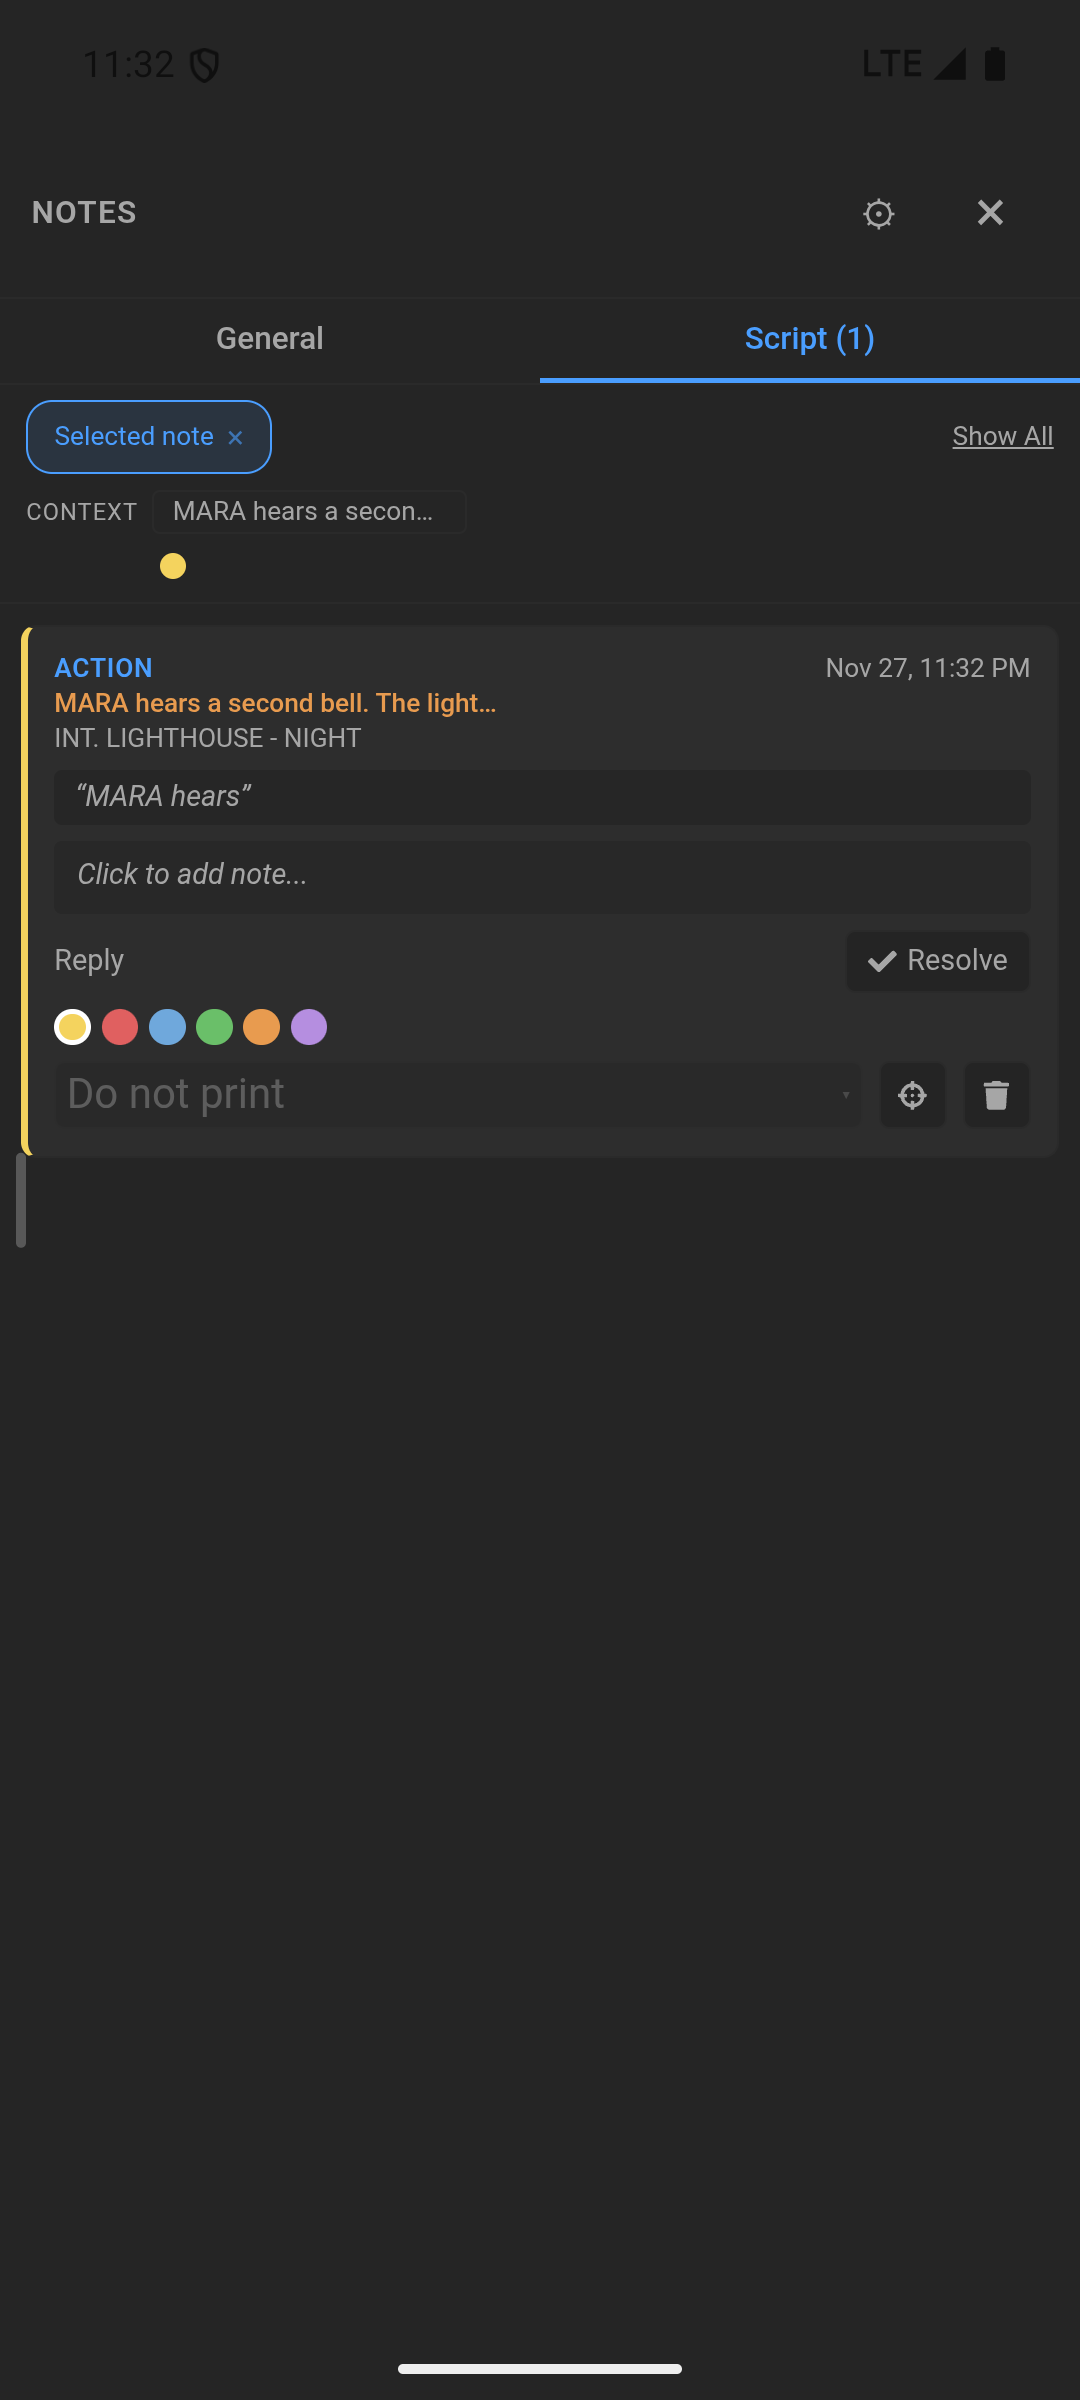 11:32 LTE
NOTES
General Script (1)
Selected note × Show All
CONTEXT MARA hears a secon…
ACTION Nov 27, 11:32 PM
MARA hears a second bell. The light…
INT. LIGHTHOUSE - NIGHT
“MARA hears”
Click to add note...
Reply Resolve
Do not print